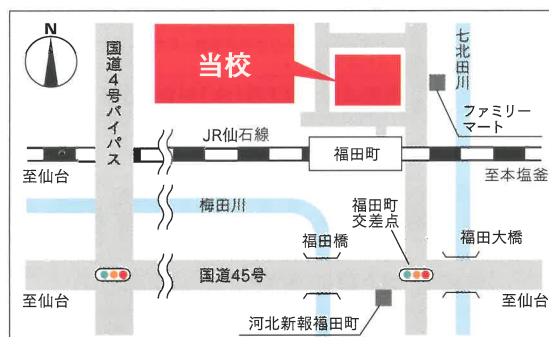 N
国道4号バイパス
当校
七北田川
ファミリー
マート
JR仙石線
福田町
至仙台
至本塩釜
梅田川
福田町
交差点
福田橋
福田大橋
国道45号
至仙台
至仙台
河北新報福田町